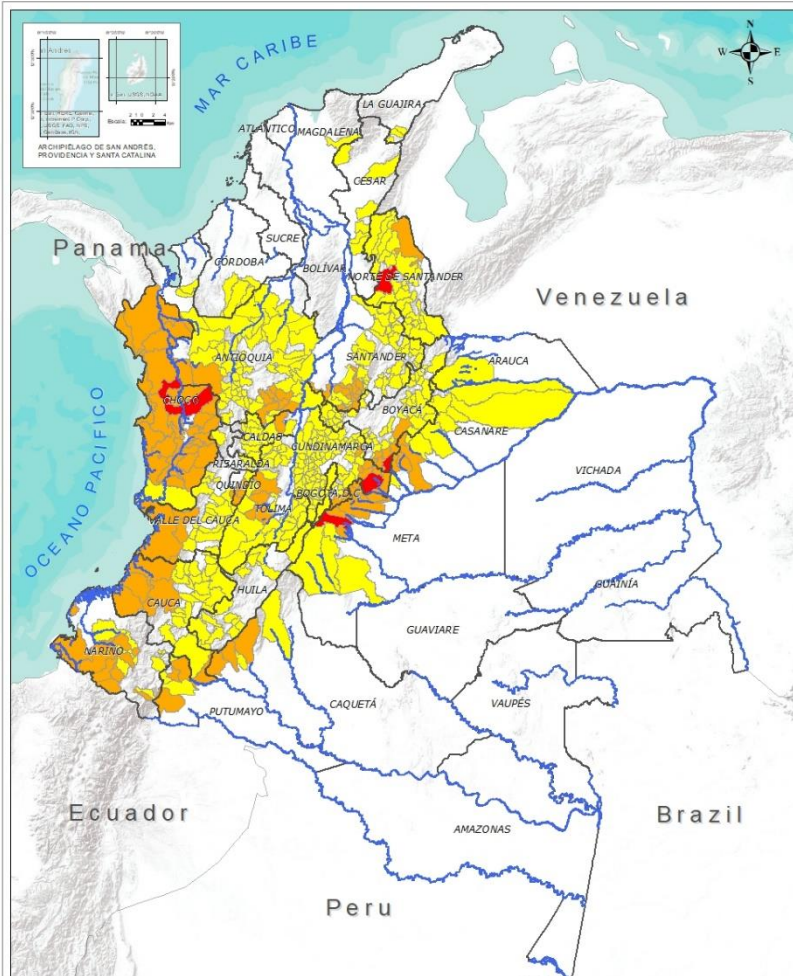 N
W E
S
MAR CARIBE
ARCHIPIÉLAGO DE SAN ANDRÉS,
PROVIDENCIA Y SANTA CATALINA
LA GUAJIRA
ATLÁNTICO
MAGDALENA
CESAR
Panama
SUCRE
CÓRDOBA
BOLÍVAR
NORTE DE SANTANDER
Venezuela
ANTIOQUIA
SANTANDER
ARAUCA
OCEANO PACIFICO
CHOCÓ
BOYACÁ
CASANARE
CALDAS
CUNDINAMARCA
RISARALDA
VICHADA
QUINDÍO
BOGOTÁ D.C
TOLIMA
VALLE DEL CAUCA
META
GUAINÍA
HUILA
CAUCA
GUAVIARE
NARIÑO
CAQUETÁ
VAUPÉS
PUTUMAYO
Ecuador
Brazil
AMAZONAS
Peru